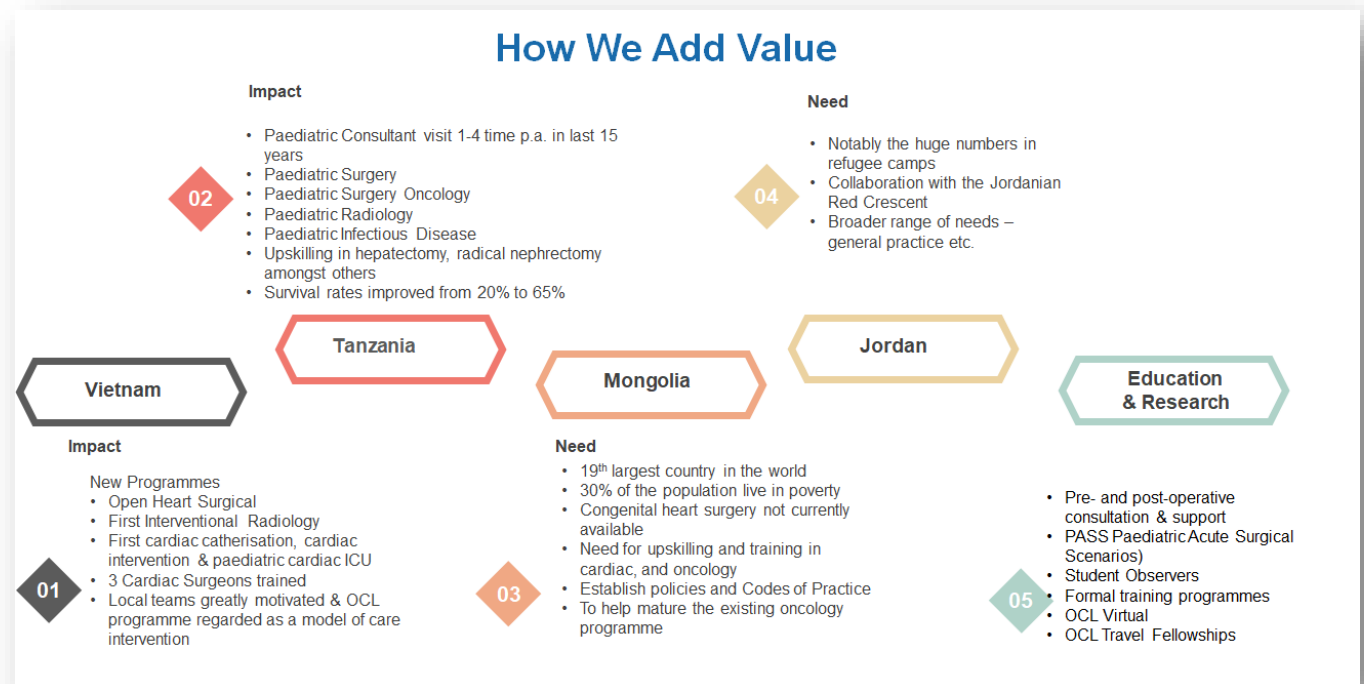 How We Add Value
Impact
• Paediatric Consultant visit 1-4 time p.a. in last 15
years
• Paediatric Surgery
• Paediatric Surgery Oncology
• Paediatric Radiology
• Paediatric Infectious Disease
• Upskilling in hepatectomy, radical nephrectomy
amongst others
• Survival rates improved from 20% to 65%
02
Need
• Notably the huge numbers in
refugee camps
• Collaboration with the Jordanian
Red Crescent
• Broader range of needs –
general practice etc.
04
Vietnam
Tanzania
Mongolia
Jordan
Education
& Research
Impact
New Programmes
• Open Heart Surgical
• First Interventional Radiology
• First cardiac catherisation, cardiac
intervention & paediatric cardiac ICU
• 3 Cardiac Surgeons trained
• Local teams greatly motivated & OCL
programme regarded as a model of care
intervention
01
Need
• 19th largest country in the world
• 30% of the population live in poverty
• Congenital heart surgery not currently
available
• Need for upskilling and training in
cardiac, and oncology
• Establish policies and Codes of Practice
• To help mature the existing oncology
programme
03
• Pre- and post-operative
consultation & support
• PASS Paediatric Acute Surgical
Scenarios)
• Student Observers
• Formal training programmes
• OCL Virtual
• OCL Travel Fellowships
05